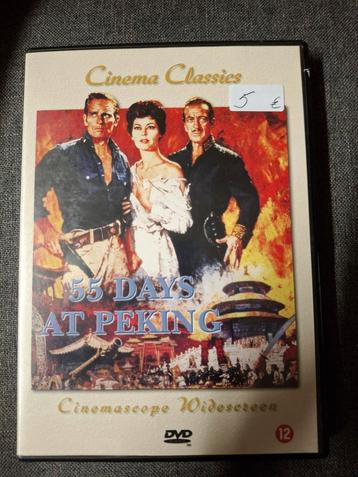 Cinema Classics
5 €
55 DAYS
AT PEKING
Cinemascope Widescreen
DVD
12